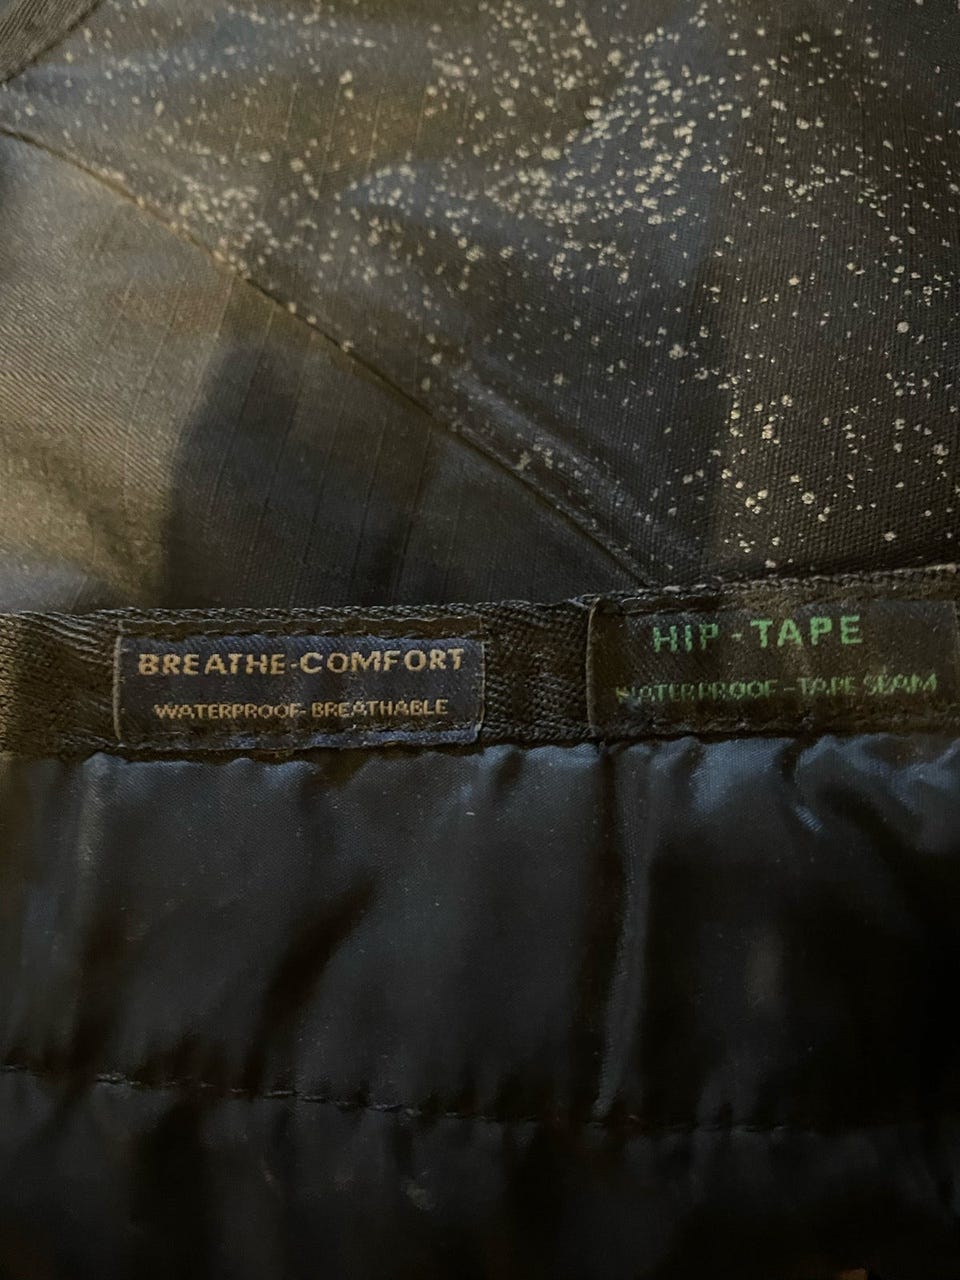 BREATHE-COMFORT
WATERPROOF-BREATHABLE
HIP-TAPE
WATERPROOF-TAPE SEAM